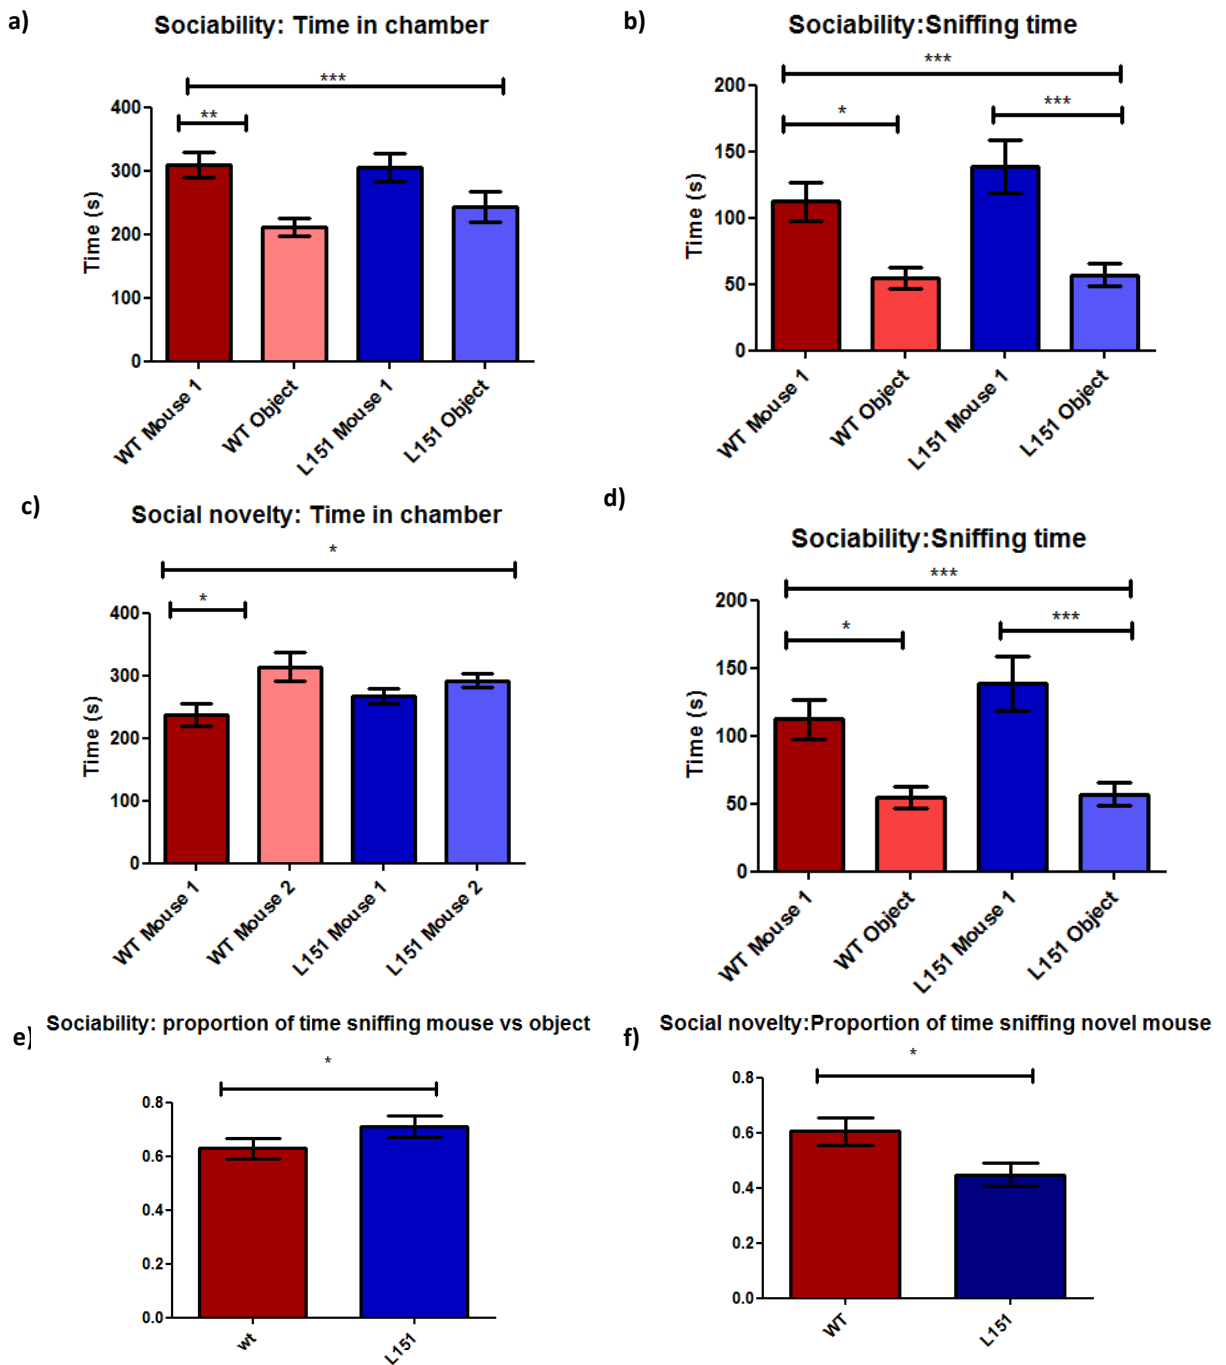 a)
Sociability: Time in chamber
***
**
400
300
200
100
0
Time (s)
WT Mouse 1
WT Object
L151 Mouse 1
L151 Object
b)
Sociability:Sniffing time
***
*
***
200
150
100
50
0
Time (s)
WT Mouse 1
WT Object
L151 Mouse 1
L151 Object
c)
Social novelty: Time in chamber
*
*
400
300
200
100
0
Time (s)
WT Mouse 1
WT Mouse 2
L151 Mouse 1
L151 Mouse 2
d)
Sociability:Sniffing time
***
*
***
200
150
100
50
0
Time (s)
WT Mouse 1
WT Object
L151 Mouse 1
L151 Object
e)
Sociability: proportion of time sniffing mouse vs object
*
0.8
0.6
0.4
0.2
0.0
wt
L151
f)
Social novelty:Proportion of time sniffing novel mouse
*
0.8
0.6
0.4
0.2
0.0
WT
L151